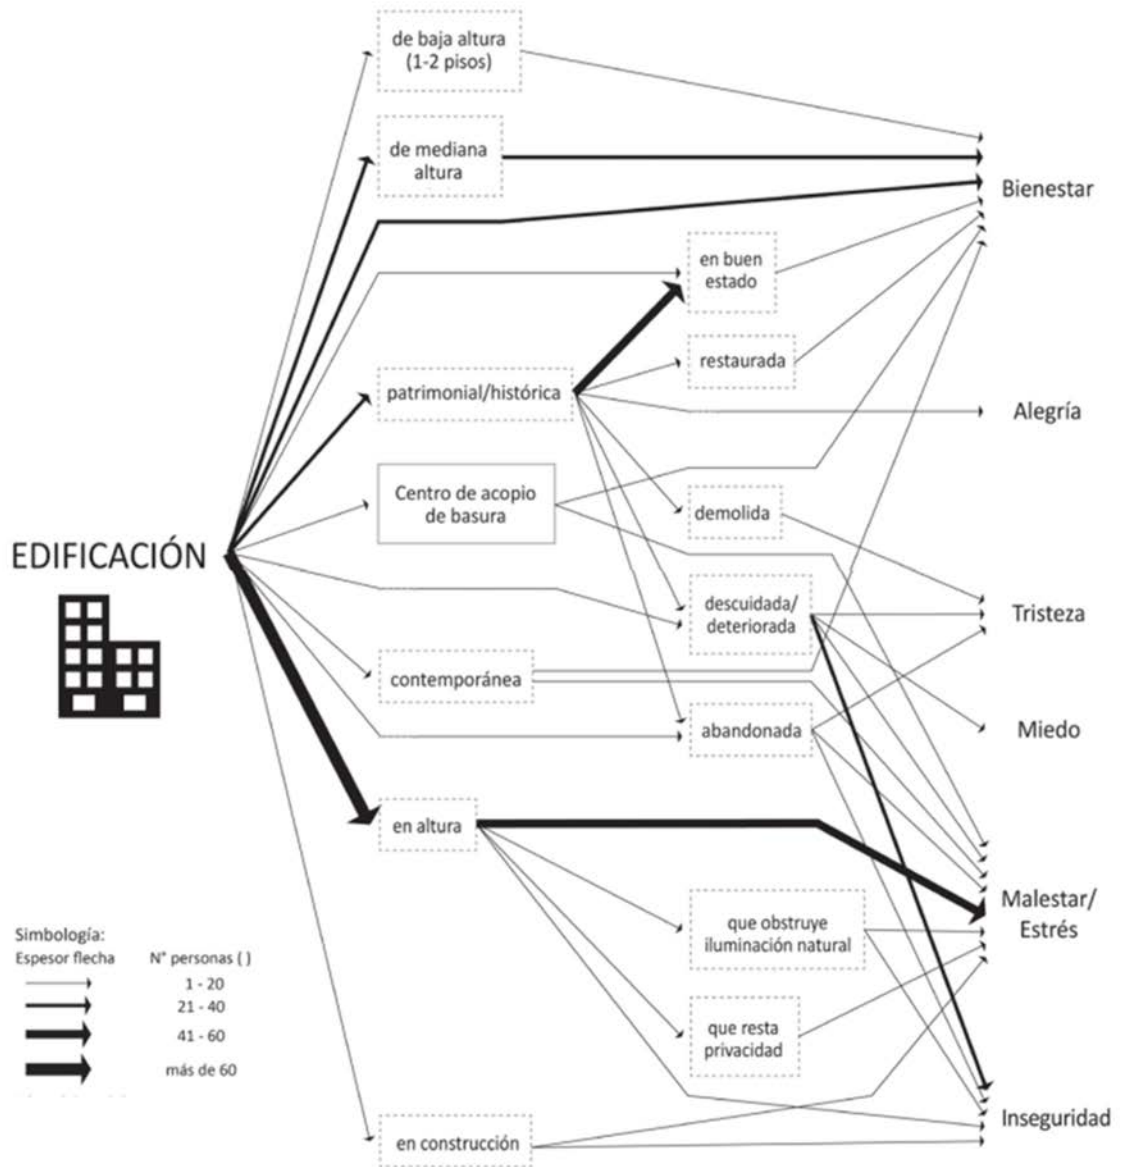 de baja altura
(1-2 pisos)
de mediana
altura
Bienestar
en buen
estado
restaurada
patrimonial/histórica
Alegría
Centro de acopio
de basura
demolida
EDIFICACIÓN
descuidada/
deteriorada
Tristeza
contemporánea
abandonada
Miedo
en altura
Malestar/
Estrés
que obstruye
iluminación natural
que resta
privacidad
en construcción
Inseguridad
Simbología:
Espesor flecha N° personas ( )
1 - 20
21 - 40
41 - 60
más de 60